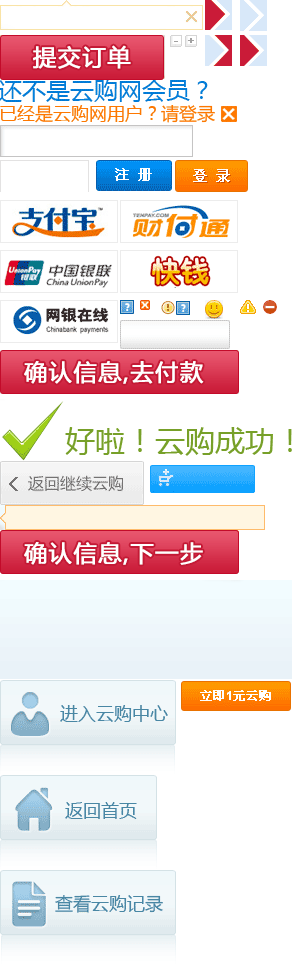 提交订单
还不是云购网会员？
已经是云购网用户？请登录
注 册
登 录
支付宝
TENPAY.COM
财付通
UnionPay
银联
中国银联
China UnionPay
快钱
网银在线
Chinabank payments
确认信息,去付款
好啦！云购成功！
返回继续云购
确认信息,下一步
进入云购中心
立即1元云购
返回首页
查看云购记录